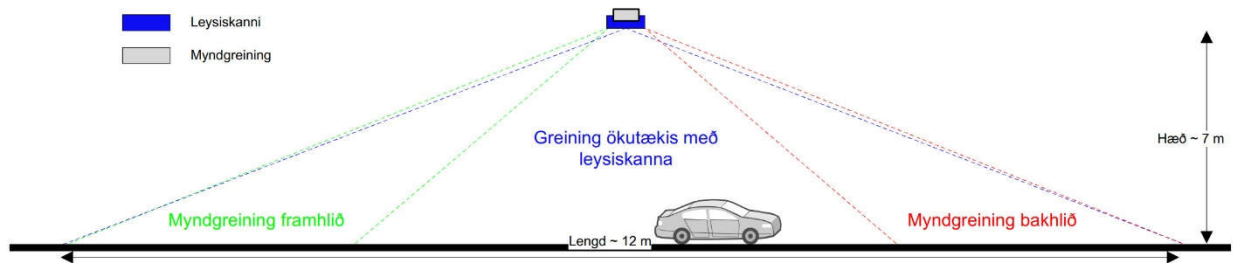 Leysiskanni
Myndgreining
Greining ökutækis með
leysiskanna
Hæð ~ 7 m
Myndgreining framhlið
Myndgreining bakhlið
Lengd ~ 12 m